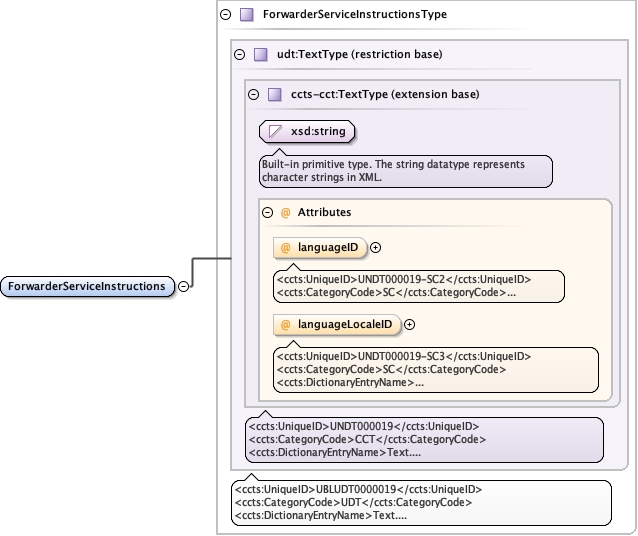 ForwarderServiceInstructionsType
udt:TextType (restriction base)
ccts-cct:TextType (extension base)
xsd:string
Built-in primitive type. The string datatype represents
character strings in XML.
@ Attributes
@ languageID
<ccts:UniqueID>UNDT000019-SC2</ccts:UniqueID>
<ccts:CategoryCode>SC</ccts:CategoryCode>...
ForwarderServiceInstructions
@ languageLocaleID
<ccts:UniqueID>UNDT000019-SC3</ccts:UniqueID>
<ccts:CategoryCode>SC</ccts:CategoryCode>
<ccts:DictionaryEntryName>...
<ccts:UniqueID>UNDT000019</ccts:UniqueID>
<ccts:CategoryCode>CCT</ccts:CategoryCode>
<ccts:DictionaryEntryName>Text....
<ccts:UniqueID>UBLUDT0000019</ccts:UniqueID>
<ccts:CategoryCode>UDT</ccts:CategoryCode>
<ccts:DictionaryEntryName>Text....